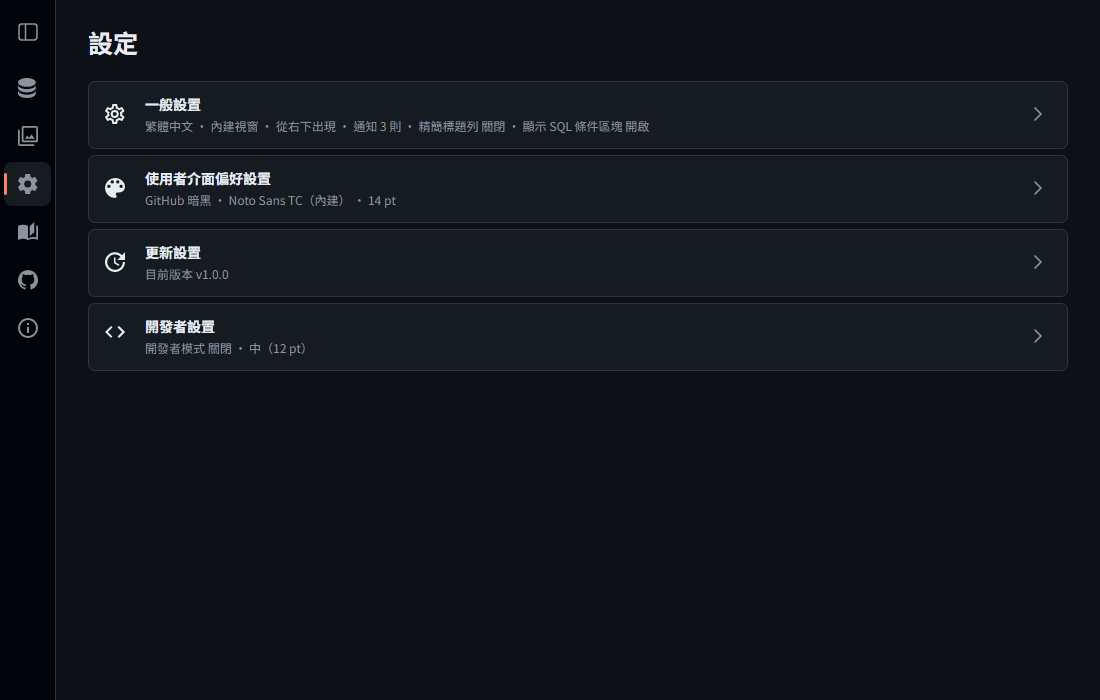 設定
一般設置
繁體中文 • 內建視窗 • 從右下出現 • 通知 3 則 • 精簡標題列 關閉 • 顯示 SQL 條件區塊 開啟
使用者介面偏好設置
GitHub 暗黑 • Noto Sans TC（內建） • 14 pt
更新設置
目前版本 v1.0.0
開發者設置
開發者模式 關閉 • 中（12 pt）